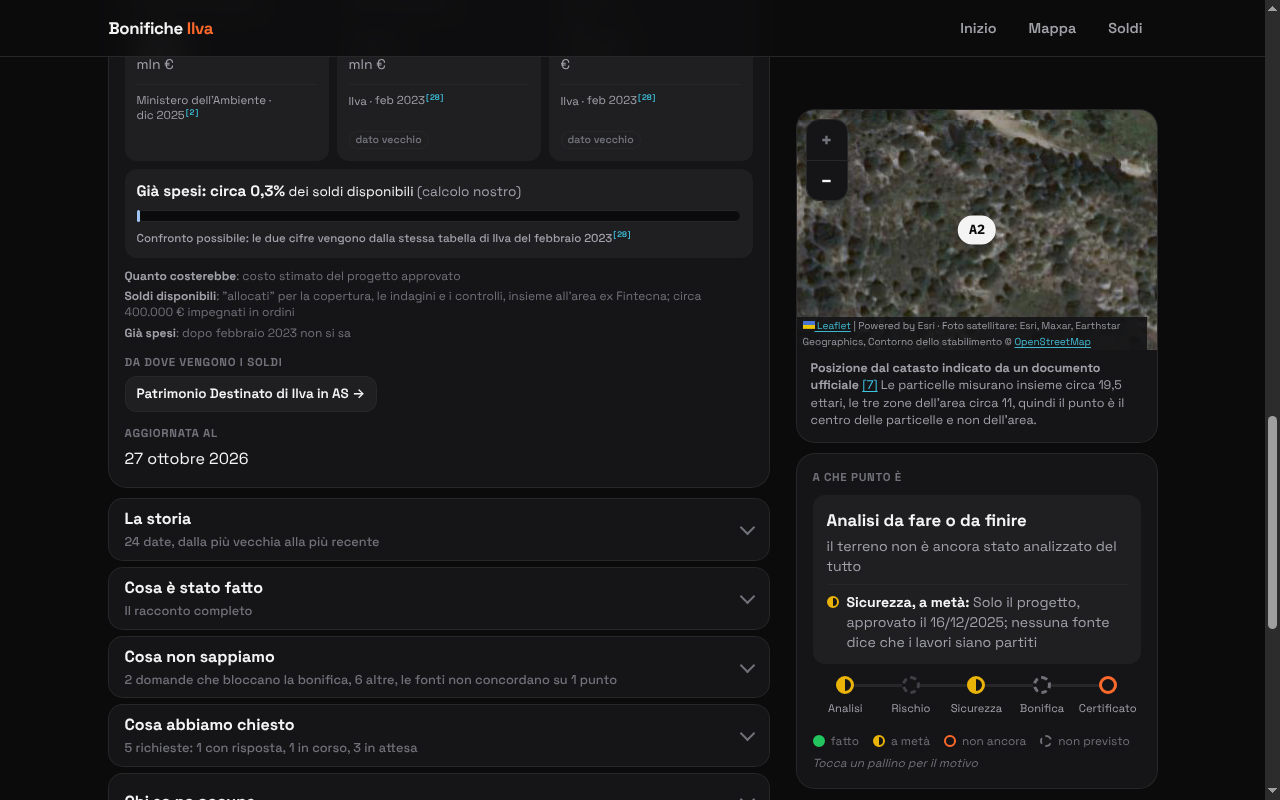 Bonifiche Ilva
Inizio
Mappa
Soldi
mln €
Ministero dell'Ambiente ·
dic 2025[2]
mln €
Ilva · feb 2023[28]
dato vecchio
€
Ilva · feb 2023[28]
dato vecchio
Già spesi: circa 0,3% dei soldi disponibili (calcolo nostro)
Confronto possibile: le due cifre vengono dalla stessa tabella di Ilva del febbraio 2023[28]
Quanto costerebbe: costo stimato del progetto approvato
Soldi disponibili: "allocati" per la copertura, le indagini e i controlli, insieme all'area ex Fintecna; circa
400.000 € impegnati in ordini
Già spesi: dopo febbraio 2023 non si sa
DA DOVE VENGONO I SOLDI
Patrimonio Destinato di Ilva in AS →
AGGIORNATA AL
27 ottobre 2026
La storia
24 date, dalla più vecchia alla più recente
Cosa è stato fatto
Il racconto completo
Cosa non sappiamo
2 domande che bloccano la bonifica, 6 altre, le fonti non concordano su 1 punto
Cosa abbiamo chiesto
5 richieste: 1 con risposta, 1 in corso, 3 in attesa
Chi se ne occupa
+
−
A2
Leaflet | Powered by Esri · Foto satellitare: Esri, Maxar, Earthstar
Geographics, Contorno dello stabilimento © OpenStreetMap
Posizione dal catasto indicato da un documento
ufficiale [7] Le particelle misurano insieme circa 19,5
ettari, le tre zone dell'area circa 11, quindi il punto è il
centro delle particelle e non dell'area.
A CHE PUNTO È
Analisi da fare o da finire
il terreno non è ancora stato analizzato del
tutto
Sicurezza, a metà: Solo il progetto,
approvato il 16/12/2025; nessuna fonte
dice che i lavori siano partiti
Analisi
Rischio
Sicurezza
Bonifica
Certificato
fatto
a metà
non ancora
non previsto
Tocca un pallino per il motivo